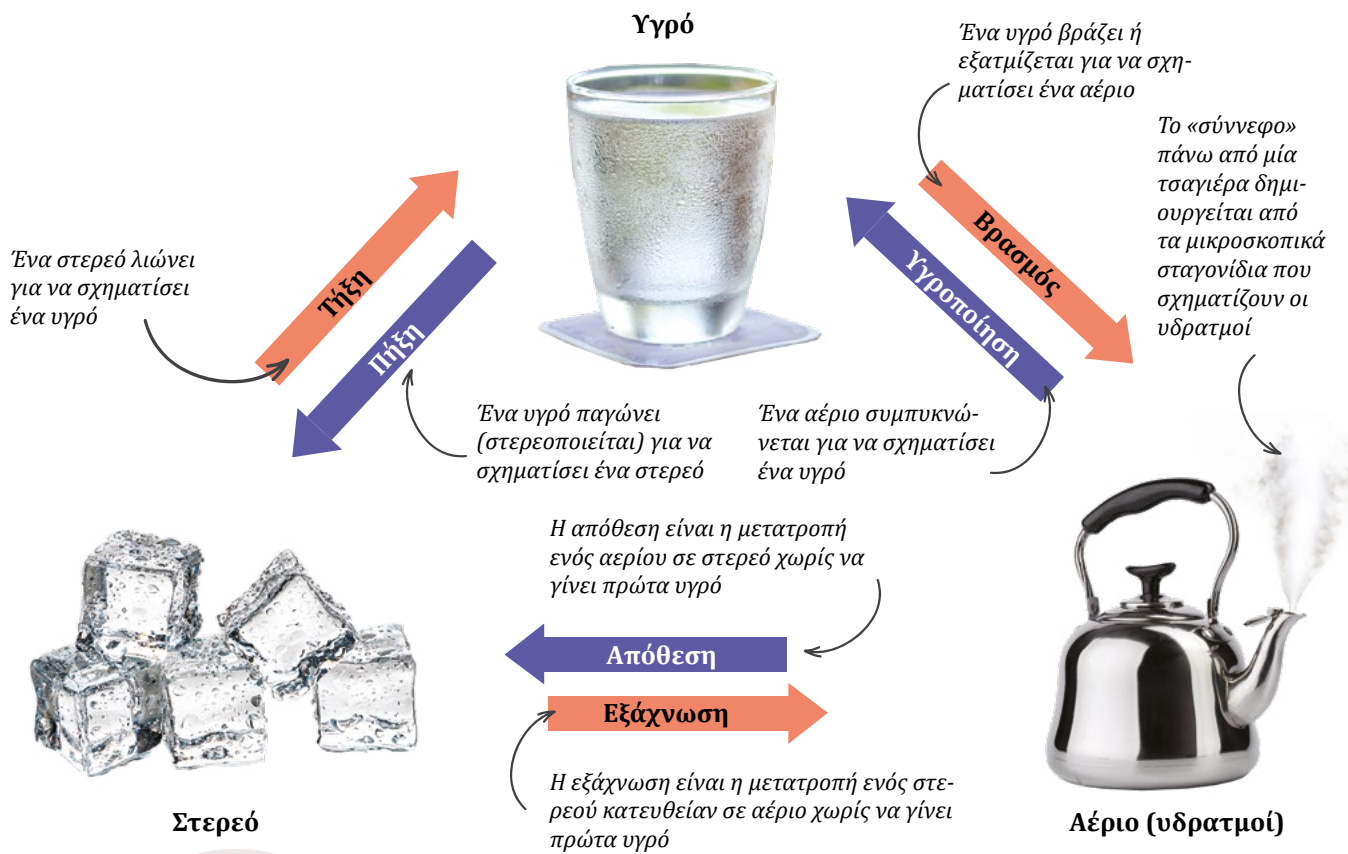 Υγρό
Ένα υγρό βράζει ή
εξατμίζεται για να σχη-
ματίσει ένα αέριο
Το «σύννεφο»
πάνω από μία
τσαγιέρα δημι-
ουργείται από
τα μικροσκοπικά
σταγονίδια που
σχηματίζουν οι
υδρατμοί
Ένα στερεό λιώνει
για να σχηματίσει
ένα υγρό
Τήξη
Πήξη
Βρασμός
Υγροποίηση
Ένα υγρό παγώνει
(στερεοποιείται) για να
σχηματίσει ένα στερεό
Ένα αέριο συμπυκνώ-
νεται για να σχηματίσει
ένα υγρό
Η απόθεση είναι η μετατροπή
ενός αερίου σε στερεό χωρίς να
γίνει πρώτα υγρό
Απόθεση
Εξάχνωση
Η εξάχνωση είναι η μετατροπή ενός στε-
ρεού κατευθείαν σε αέριο χωρίς να γίνει
πρώτα υγρό
Στερεό
Αέριο (υδρατμοί)